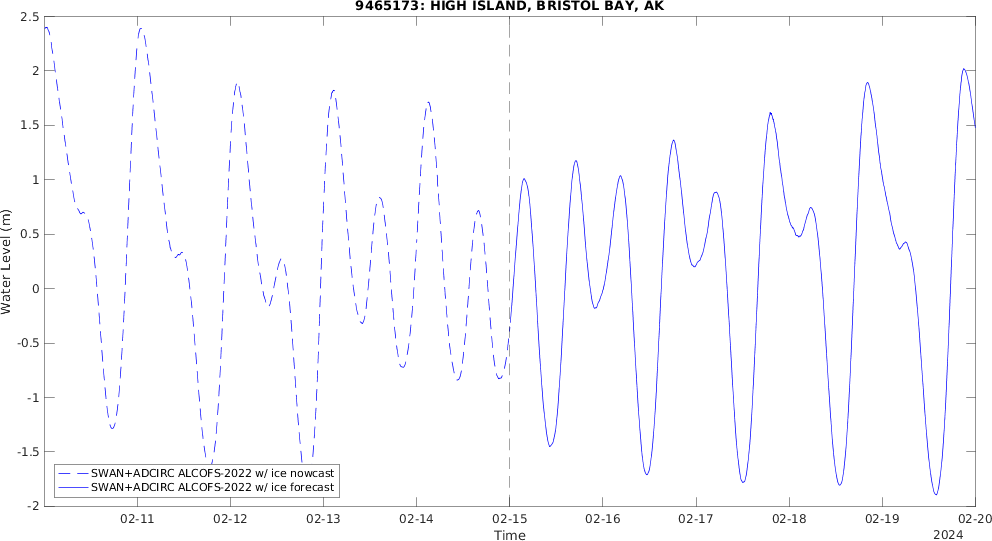 9465173: HIGH ISLAND, BRISTOL BAY, AK
2.5
2
1.5
1
0.5
0
-0.5
-1
-1.5
-2
Water Level (m)
SWAN+ADCIRC ALCOFS-2022 w/ ice nowcast
SWAN+ADCIRC ALCOFS-2022 w/ ice forecast
02-11 02-12 02-13 02-14 02-15 02-16 02-17 02-18 02-19 02-20
Time
2024